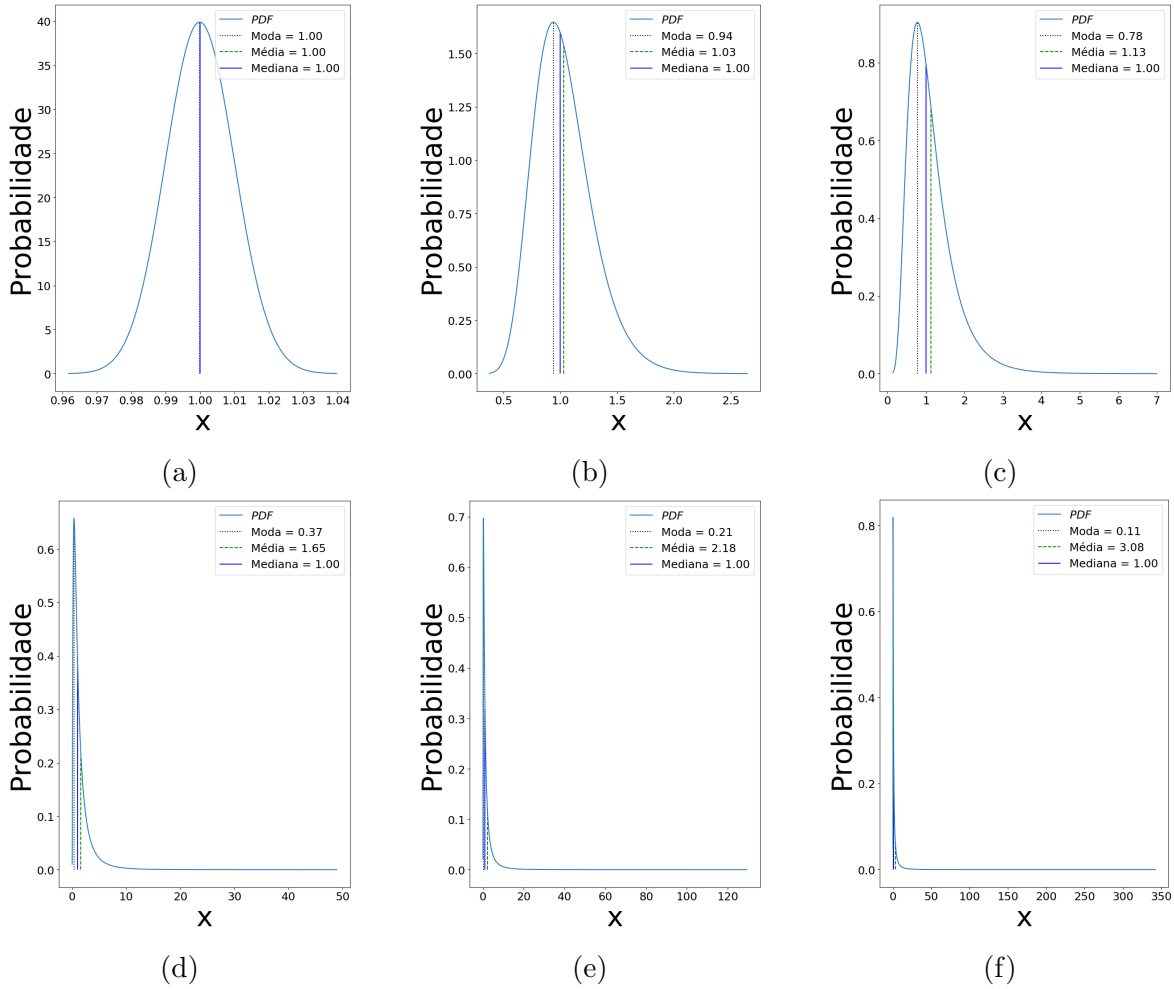 PDF
Moda = 1.00
Média = 1.00
Mediana = 1.00
40
35
30
25
20
15
10
5
0
Probabilidade
0.96 0.97 0.98 0.99 1.00 1.01 1.02 1.03 1.04
x
(a)
PDF
Moda = 0.94
Média = 1.03
Mediana = 1.00
1.50
1.25
1.00
0.75
0.50
0.25
0.00
Probabilidade
0.5 1.0 1.5 2.0 2.5
x
(b)
PDF
Moda = 0.78
Média = 1.13
Mediana = 1.00
0.8
0.6
0.4
0.2
0.0
Probabilidade
0 1 2 3 4 5 6 7
x
(c)
PDF
Moda = 0.37
Média = 1.65
Mediana = 1.00
0.6
0.5
0.4
0.3
0.2
0.1
0.0
Probabilidade
0 10 20 30 40 50
x
(d)
PDF
Moda = 0.21
Média = 2.18
Mediana = 1.00
0.7
0.6
0.5
0.4
0.3
0.2
0.1
0.0
Probabilidade
0 20 40 60 80 100 120
x
(e)
PDF
Moda = 0.11
Média = 3.08
Mediana = 1.00
0.8
0.6
0.4
0.2
0.0
Probabilidade
0 50 100 150 200 250 300 350
x
(f)